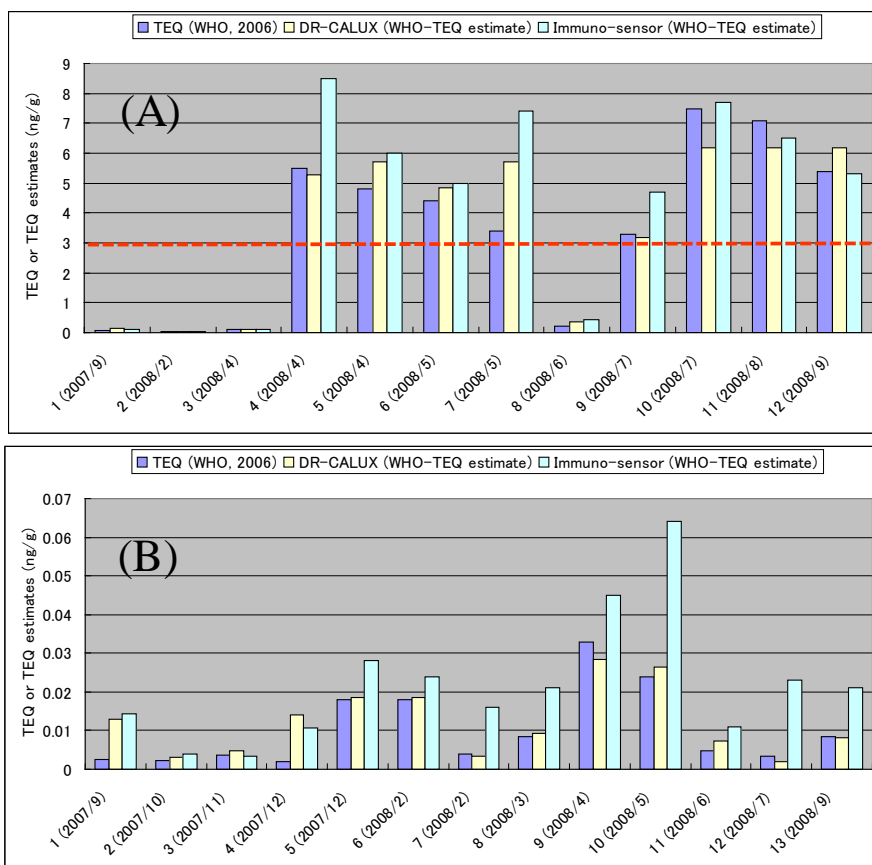 TEQ (WHO, 2006) DR-CALUX (WHO-TEQ estimate) Immuno-sensor (WHO-TEQ estimate)
(A)
TEQ or TEQ estimates (ng/g)
9
8
7
6
5
4
3
2
1
0
1 (2007/9) 2 (2008/2) 3 (2008/4) 4 (2008/4) 5 (2008/4) 6 (2008/5) 7 (2008/5) 8 (2008/6) 9 (2008/7) 10 (2008/7) 11 (2008/8) 12 (2008/9)
TEQ (WHO, 2006) DR-CALUX (WHO-TEQ estimate) Immuno-sensor (WHO-TEQ estimate)
(B)
TEQ or TEQ estimates (ng/g)
0.07
0.06
0.05
0.04
0.03
0.02
0.01
0
1 (2007/9) 2 (2007/10) 3 (2007/11) 4 (2007/12) 5 (2007/12) 6 (2008/2) 7 (2008/2) 8 (2008/3) 9 (2008/4) 10 (2008/5) 11 (2008/6) 12 (2008/7) 13 (2008/9)